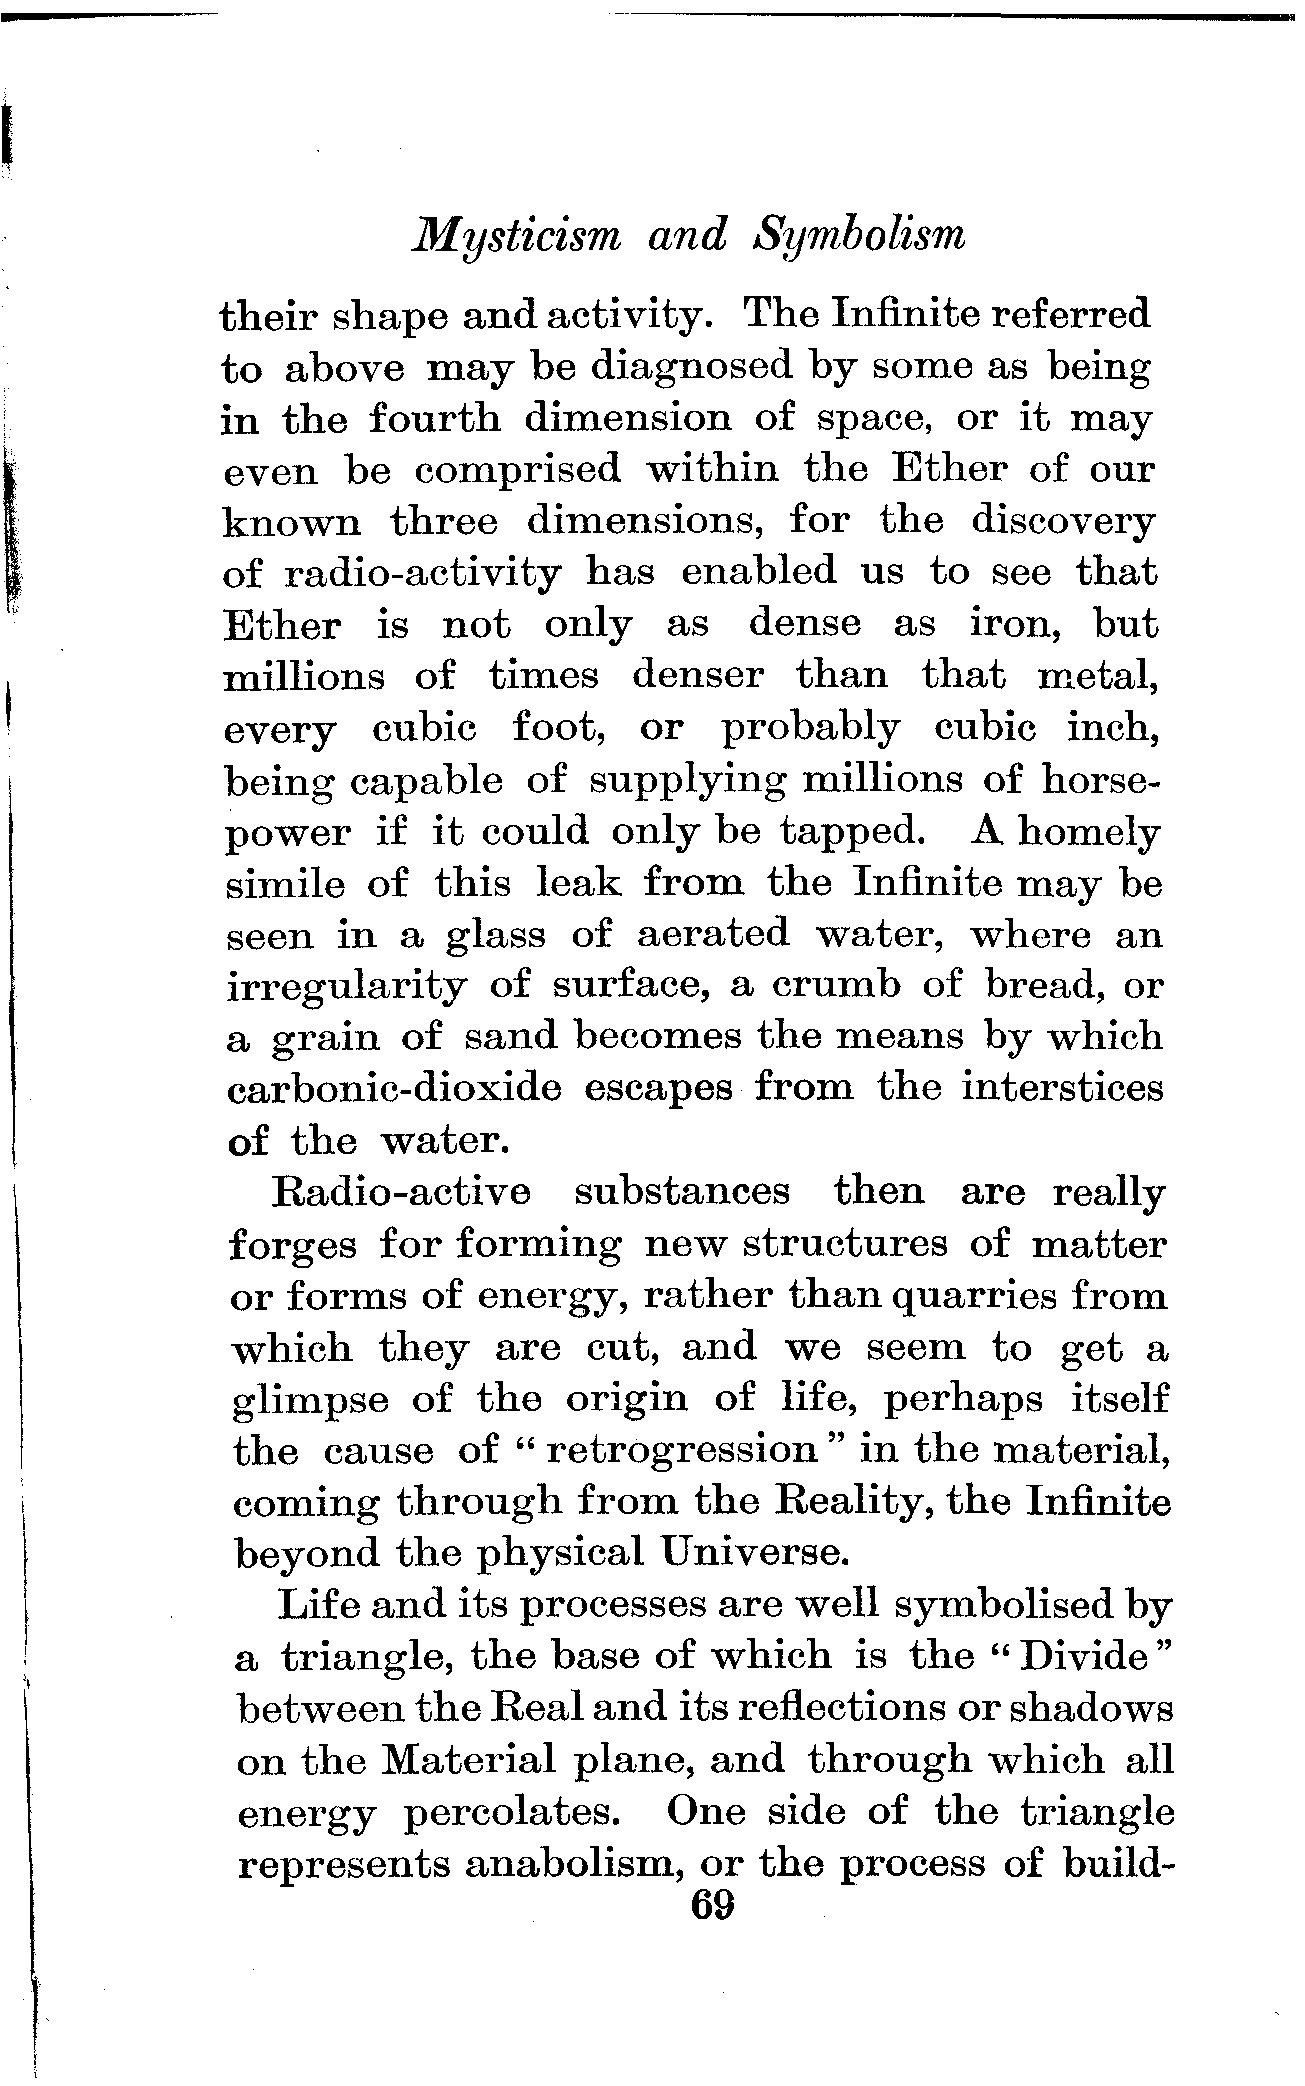 Mysticism and Symbolism
their shape and activity. The Infinite referred
to above may be diagnosed by some as being
in the fourth dimension of space, or it may
even be comprised within the Ether of our
known three dimensions, for the discovery
of radio-activity has enabled us to see that
Ether is not only as dense as iron, but
millions of times denser than that metal,
every cubic foot, or probably cubic inch,
being capable of supplying millions of horse-
power if it could only be tapped. A homely
simile of this leak from the Infinite may be
seen in a glass of aerated water, where an
irregularity of surface, a crumb of bread, or
a grain of sand becomes the means by which
carbonic-dioxide escapes from the interstices
of the water.
Radio-active substances then are really
forges for forming new structures of matter
or forms of energy, rather than quarries from
which they are cut, and we seem to get a
glimpse of the origin of life, perhaps itself
the cause of " retrogression " in the material,
coming through from the Reality, the Infinite
beyond the physical Universe.
Life and its processes are well symbolised by
a triangle, the base of which is the " Divide "
between the Real and its reflections or shadows
on the Material plane, and through which all
energy percolates. One side of the triangle
represents anabolism, or the process of build-
69